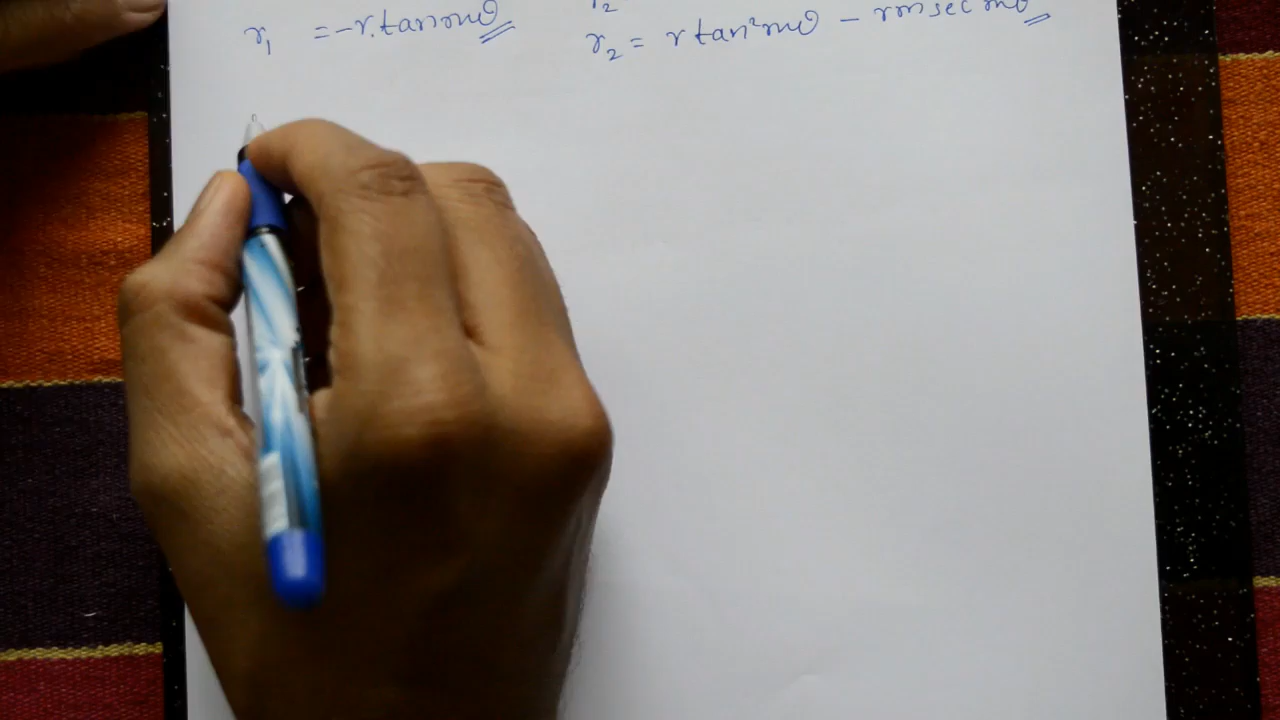 r₁ = -r.tan mθ
r₂ = r tan²mθ - rm sec mθ